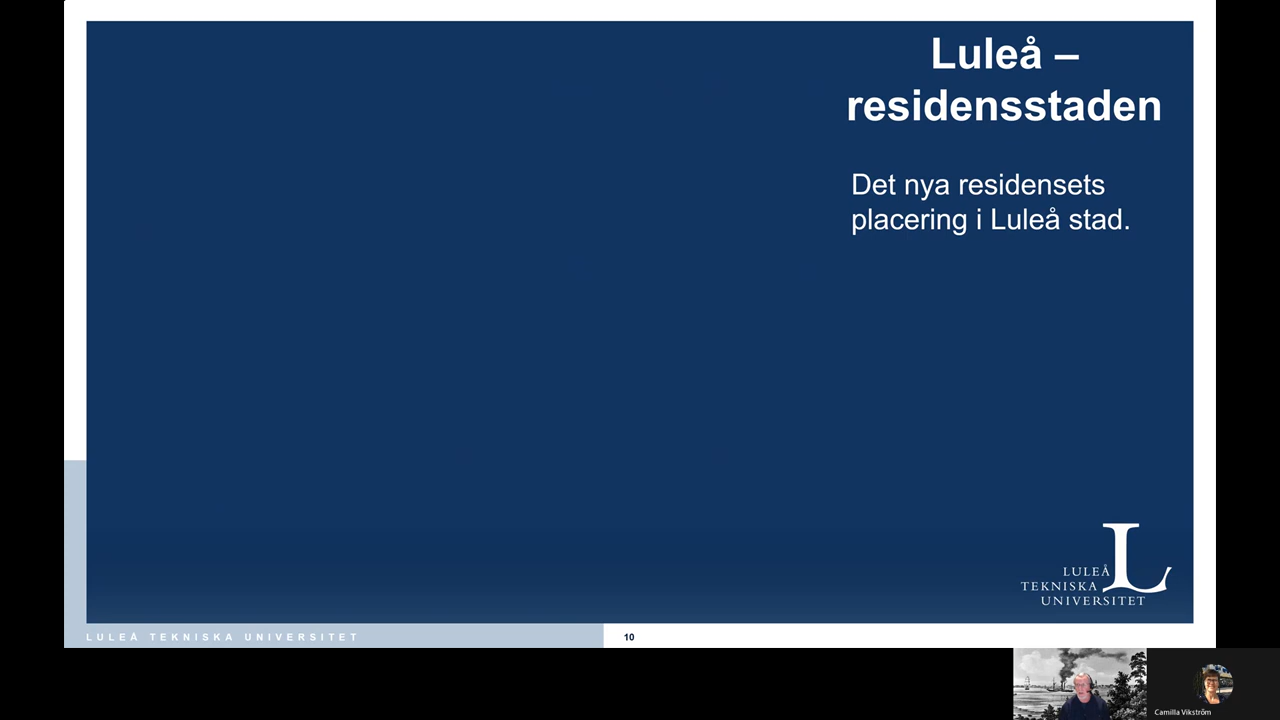 Luleå –
residensstaden
Det nya residensets
placering i Luleå stad.
LULEÅ
TEKNISKA
UNIVERSITET
L
LULEÅ TEKNISKA UNIVERSITET
10
Camilla Vikström